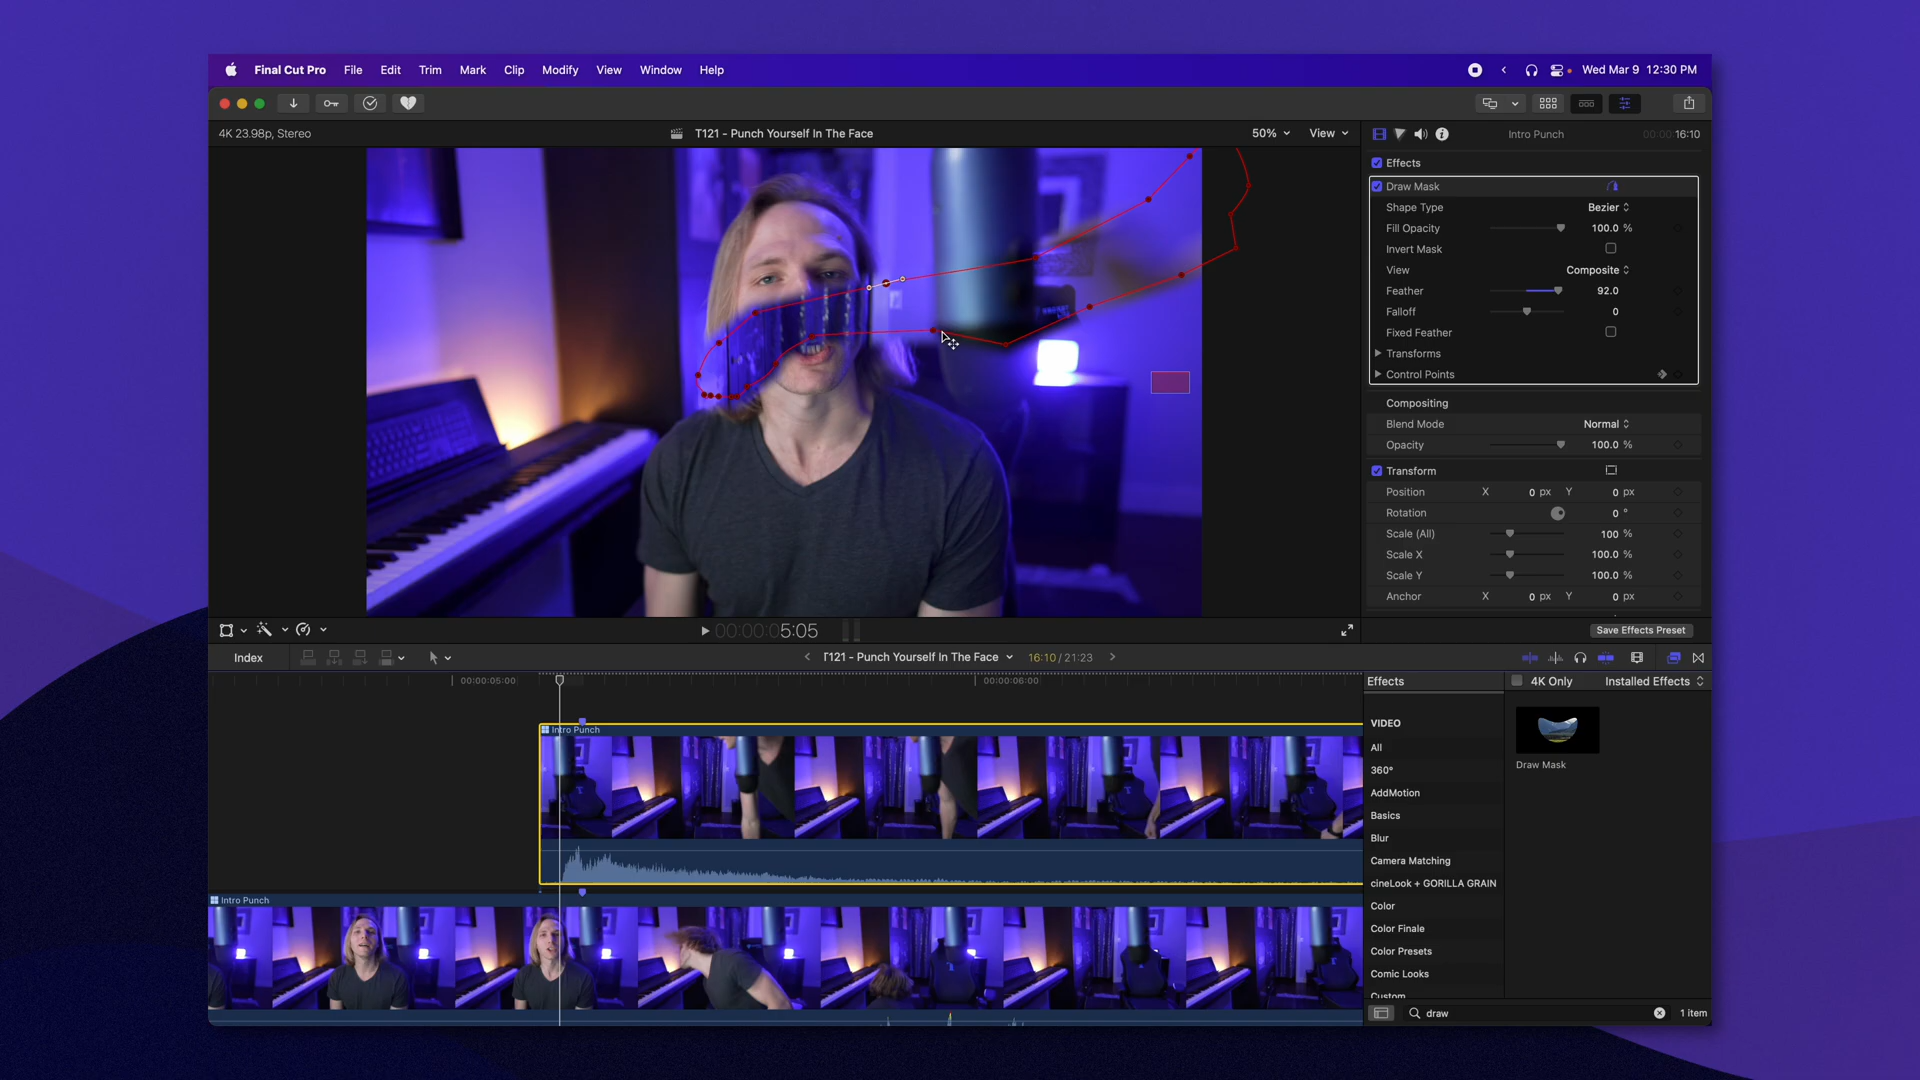 Final Cut Pro File Edit Trim Mark Clip Modify View Window Help Wed Mar 9 12:30 PM
4K 23.98p, Stereo T121 - Punch Yourself In The Face 50% View Intro Punch 00:00:16:10
Effects
Draw Mask
Shape Type Bezier
Fill Opacity 100.0 %
Invert Mask
View Composite
Feather 92.0
Falloff 0
Fixed Feather
Transforms
Control Points
Compositing
Blend Mode Normal
Opacity 100.0 %
Transform
Position X 0 px Y 0 px
Rotation 0 °
Scale (All) 100 %
Scale X 100.0 %
Scale Y 100.0 %
Anchor X 0 px Y 0 px
00:00:05:05 Save Effects Preset
Index T121 - Punch Yourself In The Face 16:10 / 21:23
00:00:05:00 00:00:06:00
Effects 4K Only Installed Effects
Intro Punch
VIDEO
All
360°
AddMotion
Basics
Blur
Camera Matching
cineLook + GORILLA GRAIN
Color
Color Finale
Color Presets
Comic Looks
Custom
Draw Mask
Intro Punch
draw 1 item